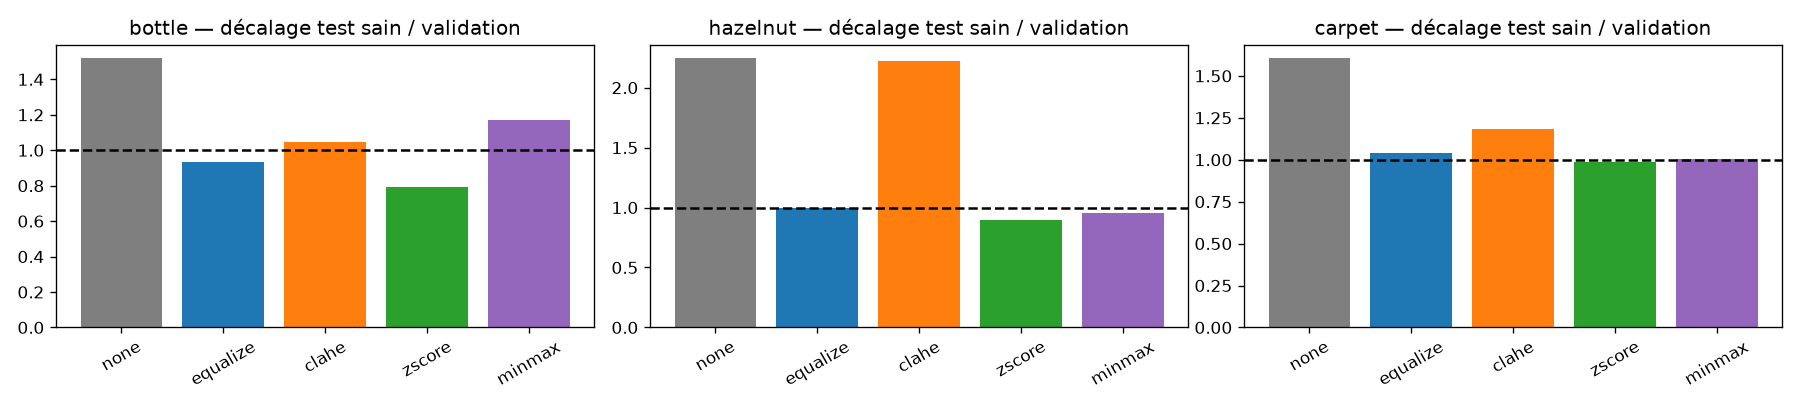 bottle — décalage test sain / validation
1.4
1.2
1.0
0.8
0.6
0.4
0.2
0.0
none
equalize
clahe
zscore
minmax
hazelnut — décalage test sain / validation
2.0
1.5
1.0
0.5
0.0
none
equalize
clahe
zscore
minmax
carpet — décalage test sain / validation
1.50
1.25
1.00
0.75
0.50
0.25
0.00
none
equalize
clahe
zscore
minmax